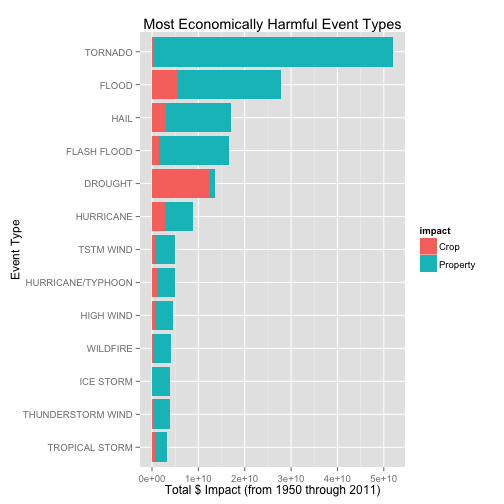 Most Economically Harmful Event Types
Event Type
TORNADO
FLOOD
HAIL
FLASH FLOOD
DROUGHT
HURRICANE
TSTM WIND
HURRICANE/TYPHOON
HIGH WIND
WILDFIRE
ICE STORM
THUNDERSTORM WIND
TROPICAL STORM
0e+00 1e+10 2e+10 3e+10 4e+10 5e+10
Total $ Impact (from 1950 through 2011)
impact
Crop
Property